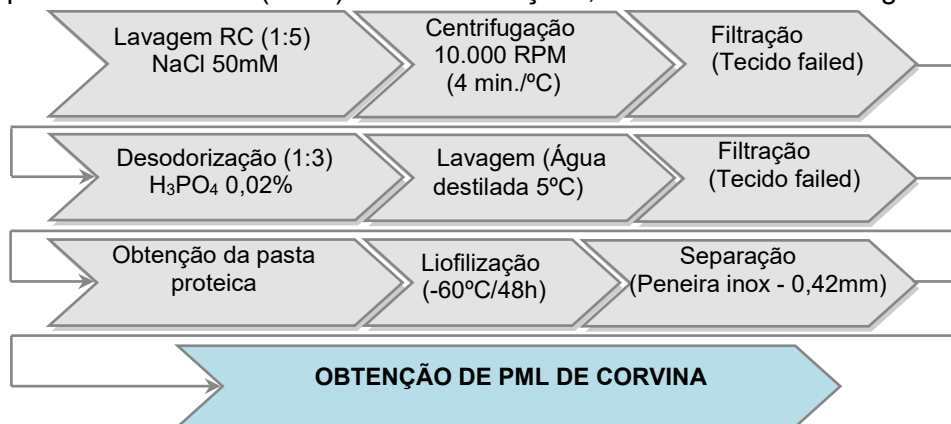 Lavagem RC (1:5)
NaCl 50mM
Centrifugação
10.000 RPM
(4 min./ºC)
Filtração
(Tecido failed)
Desodorização (1:3)
H₃PO₄ 0,02%
Lavagem (Água
destilada 5ºC)
Filtração
(Tecido failed)
Obtenção da pasta
proteica
Liofilização
(-60ºC/48h)
Separação
(Peneira inox - 0,42mm)
OBTENÇÃO DE PML DE CORVINA